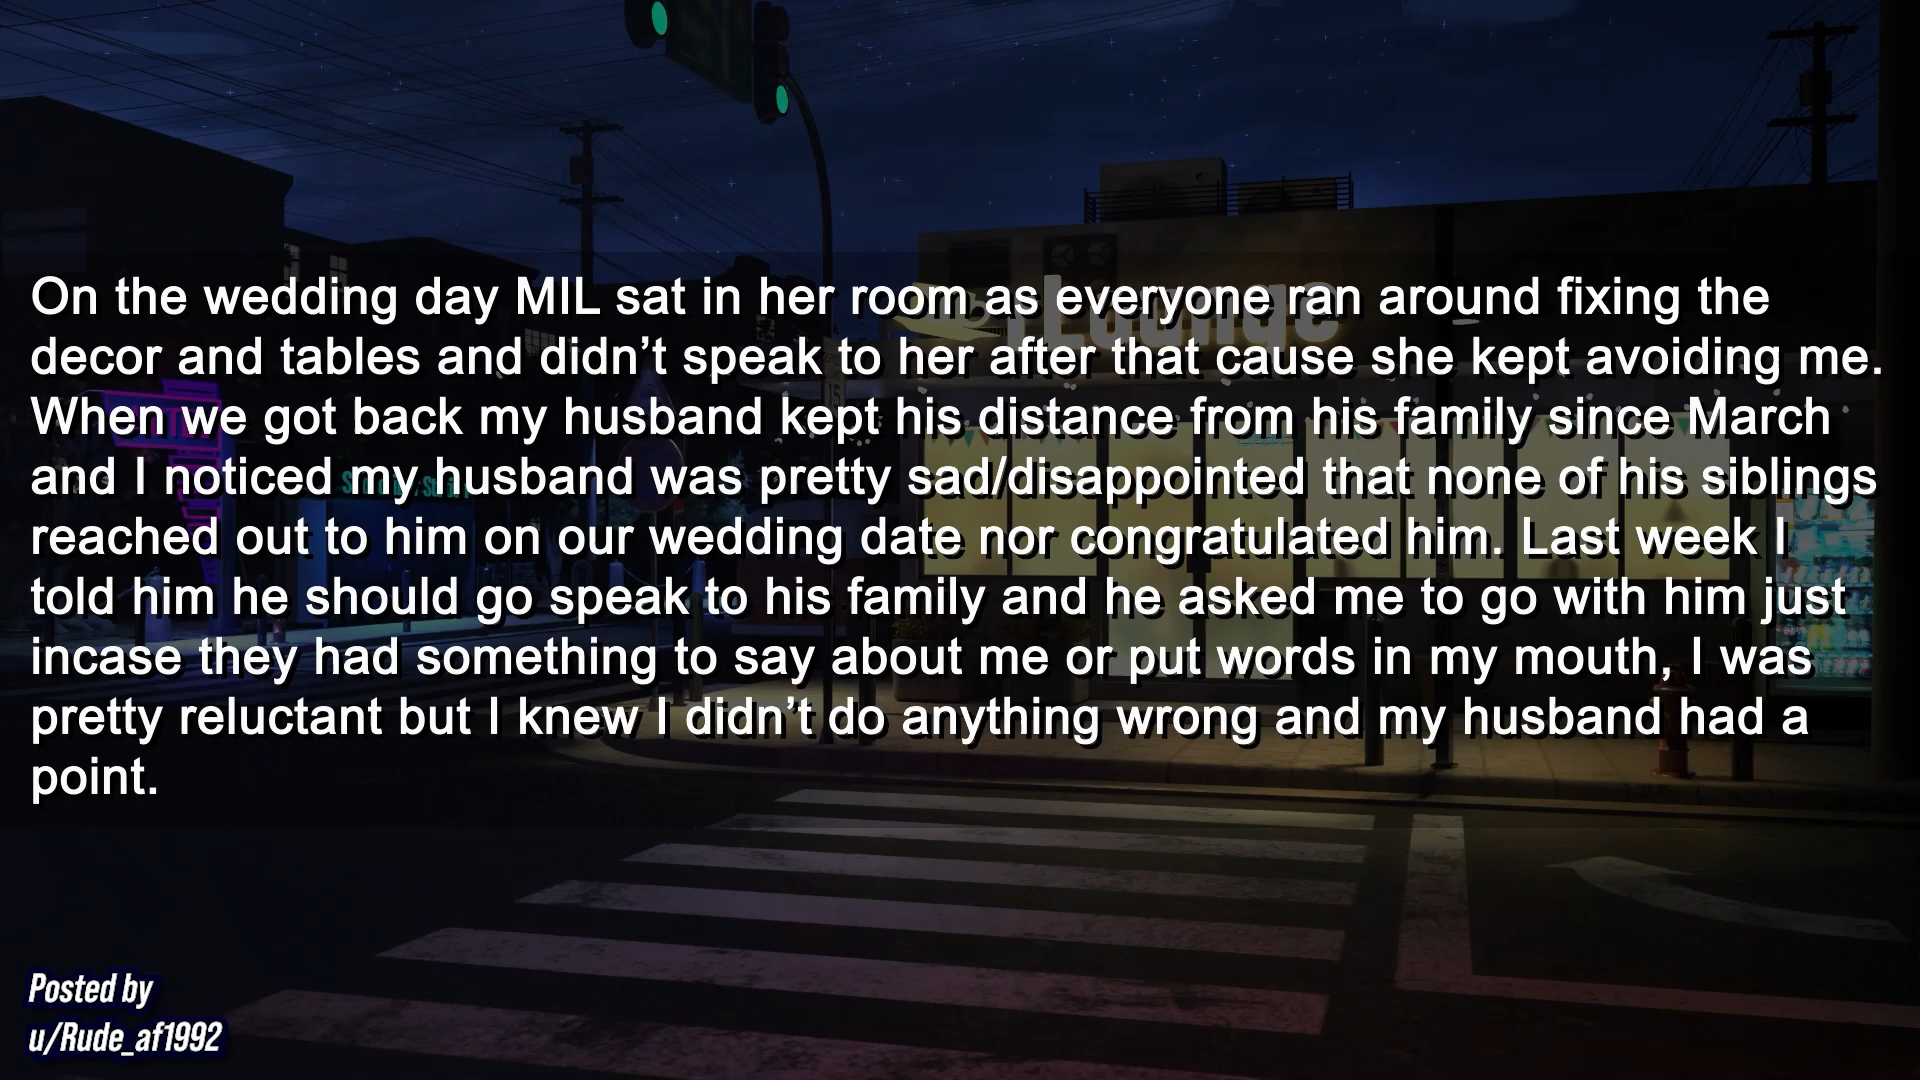 On the wedding day MIL sat in her room as everyone ran around fixing the
decor and tables and didn’t speak to her after that cause she kept avoiding me.
When we got back my husband kept his distance from his family since March
and I noticed my husband was pretty sad/disappointed that none of his siblings
reached out to him on our wedding date nor congratulated him. Last week I
told him he should go speak to his family and he asked me to go with him just
incase they had something to say about me or put words in my mouth, I was
pretty reluctant but I knew I didn’t do anything wrong and my husband had a
point.
Lounge
Posted by
u/Rude_af1992